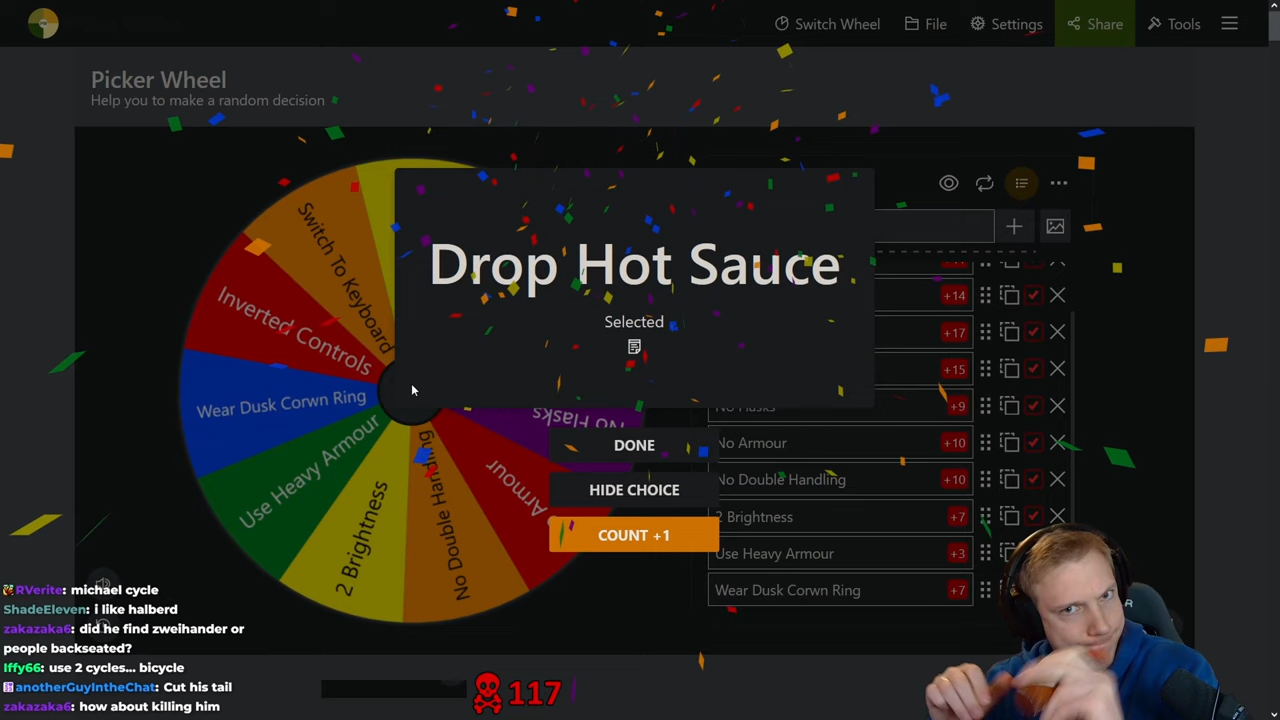 Switch Wheel
File
Settings
Share
Tools
Picker Wheel
Help you to make a random decision
Switch To Keyboard
Inverted Controls
Wear Dusk Corwn Ring
Use Heavy Armour
2 Brightness
No Double Handling
Armour
No Hasks
Drop Hot Sauce
Selected
DONE
HIDE CHOICE
COUNT +1
+14
+17
+15
No Hasks +9
No Armour +10
No Double Handling +10
2 Brightness +7
Use Heavy Armour +3
Wear Dusk Corwn Ring +7
RVerite: michael cycle
ShadeEleven: i like halberd
zakazaka6: did he find zweihander or
people backseated?
Iffy66: use 2 cycles... bicycle
anotherGuyIntheChat: Cut his tail
zakazaka6: how about killing him
117